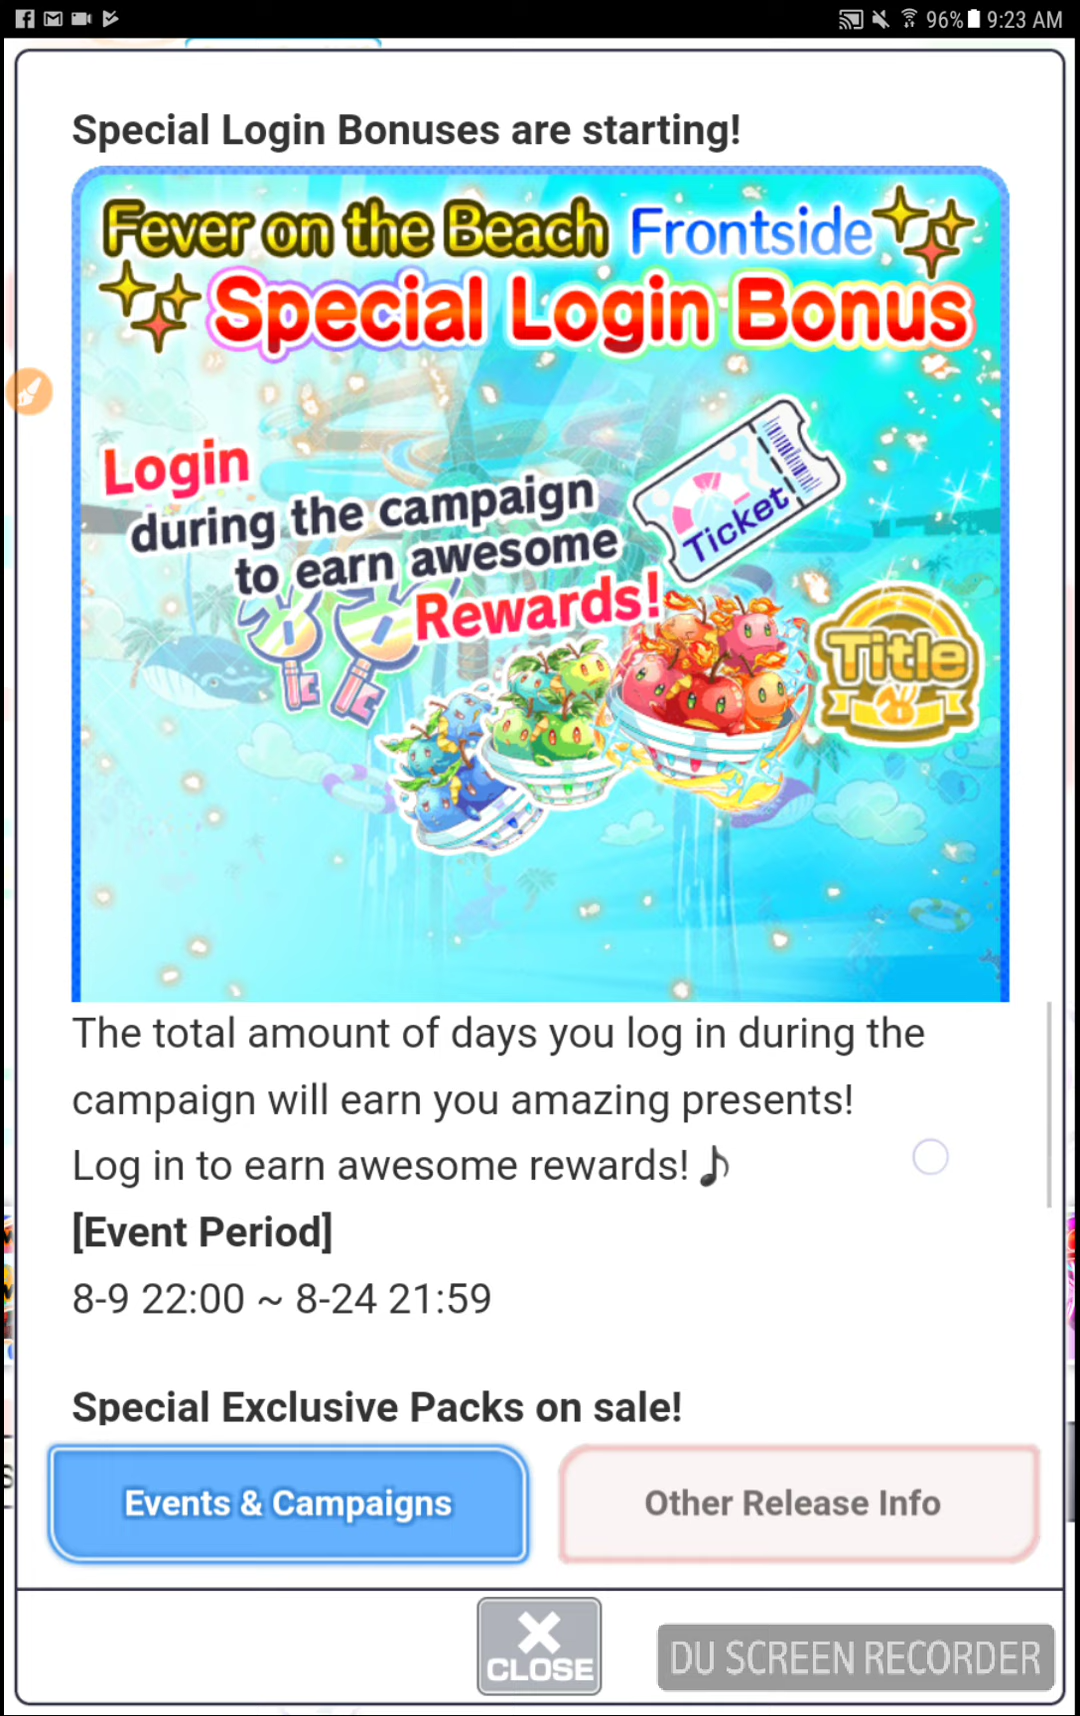 96% 9:23 AM
Special Login Bonuses are starting!
Fever on the Beach Frontside
Special Login Bonus
Login
during the campaign
to earn awesome
Rewards!
Ticket
Title
The total amount of days you log in during the
campaign will earn you amazing presents!
Log in to earn awesome rewards!♪
[Event Period]
8-9 22:00 ~ 8-24 21:59
Special Exclusive Packs on sale!
Events & Campaigns
Other Release Info
CLOSE
DU SCREEN RECORDER